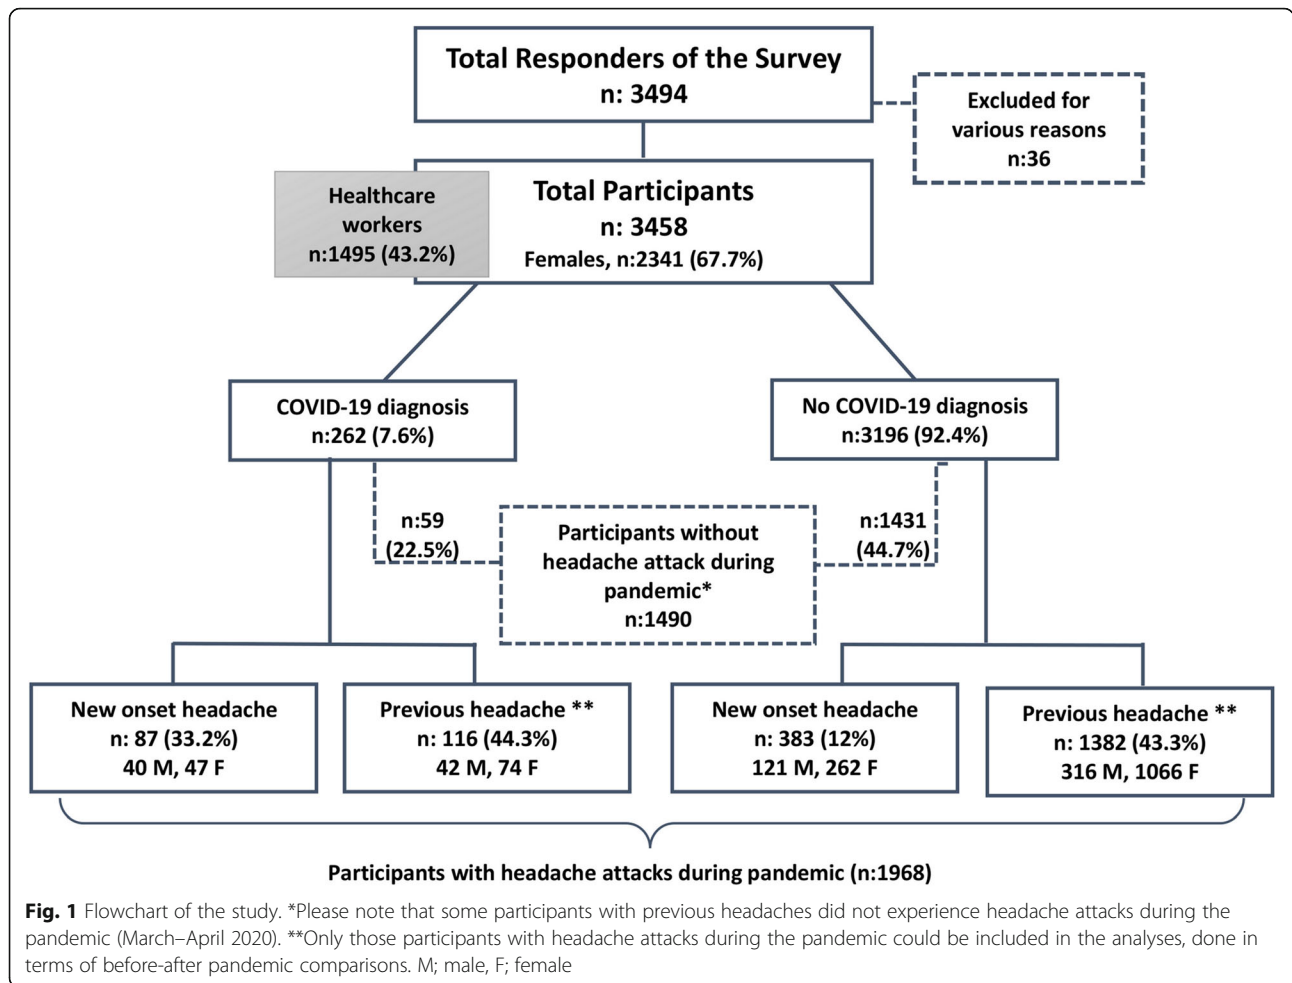 Total Responders of the Survey
n: 3494
Excluded for
various reasons
n:36
Healthcare
workers
n:1495 (43.2%)
Total Participants
n: 3458
Females, n:2341 (67.7%)
COVID-19 diagnosis
n:262 (7.6%)
No COVID-19 diagnosis
n:3196 (92.4%)
n:59
(22.5%)
Participants without
headache attack during
pandemic*
n:1490
n:1431
(44.7%)
New onset headache
n: 87 (33.2%)
40 M, 47 F
Previous headache **
n: 116 (44.3%)
42 M, 74 F
New onset headache
n: 383 (12%)
121 M, 262 F
Previous headache **
n: 1382 (43.3%)
316 M, 1066 F
Participants with headache attacks during pandemic (n:1968)
Fig. 1 Flowchart of the study. *Please note that some participants with previous headaches did not experience headache attacks during the
pandemic (March–April 2020). **Only those participants with headache attacks during the pandemic could be included in the analyses, done in
terms of before-after pandemic comparisons. M; male, F; female